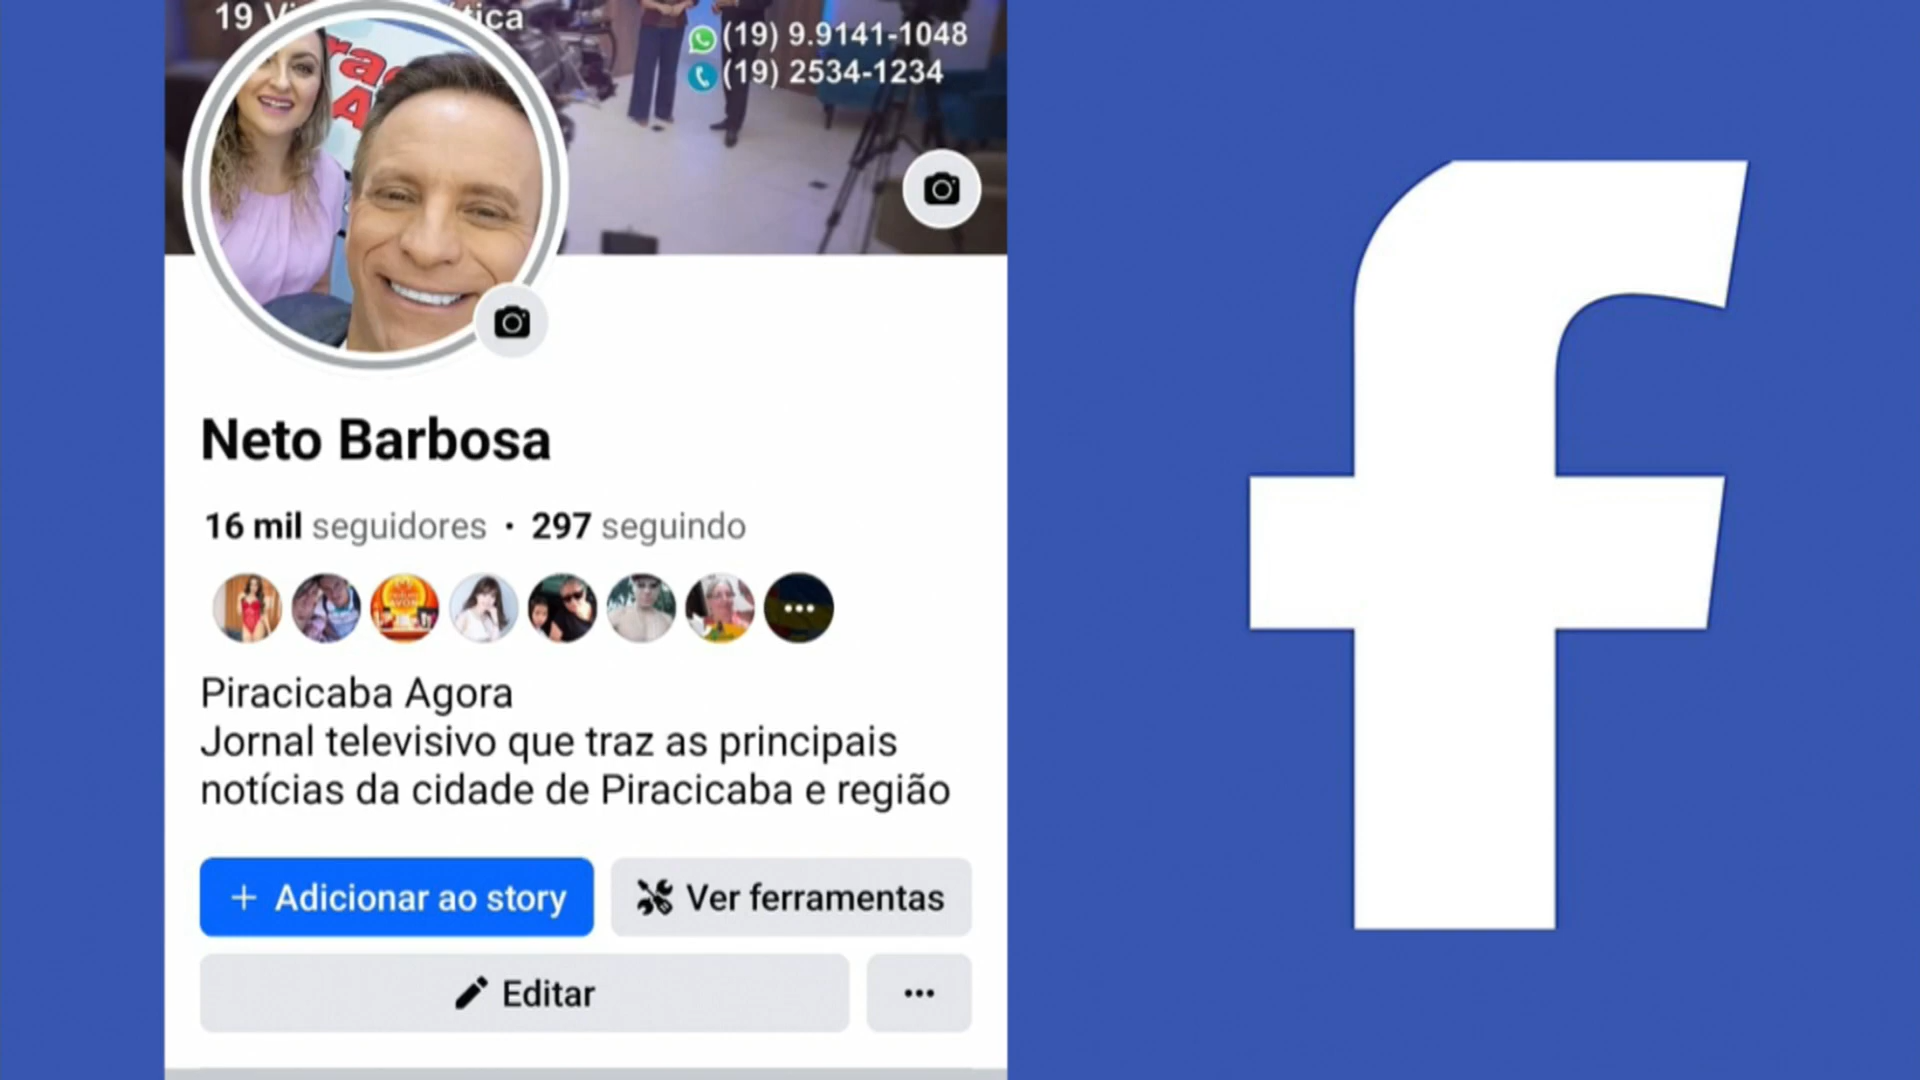 19
(19) 9.9141-1048
(19) 2534-1234
Neto Barbosa
16 mil seguidores · 297 seguindo
Piracicaba Agora
Jornal televisivo que traz as principais
notícias da cidade de Piracicaba e região
+ Adicionar ao story
Ver ferramentas
Editar